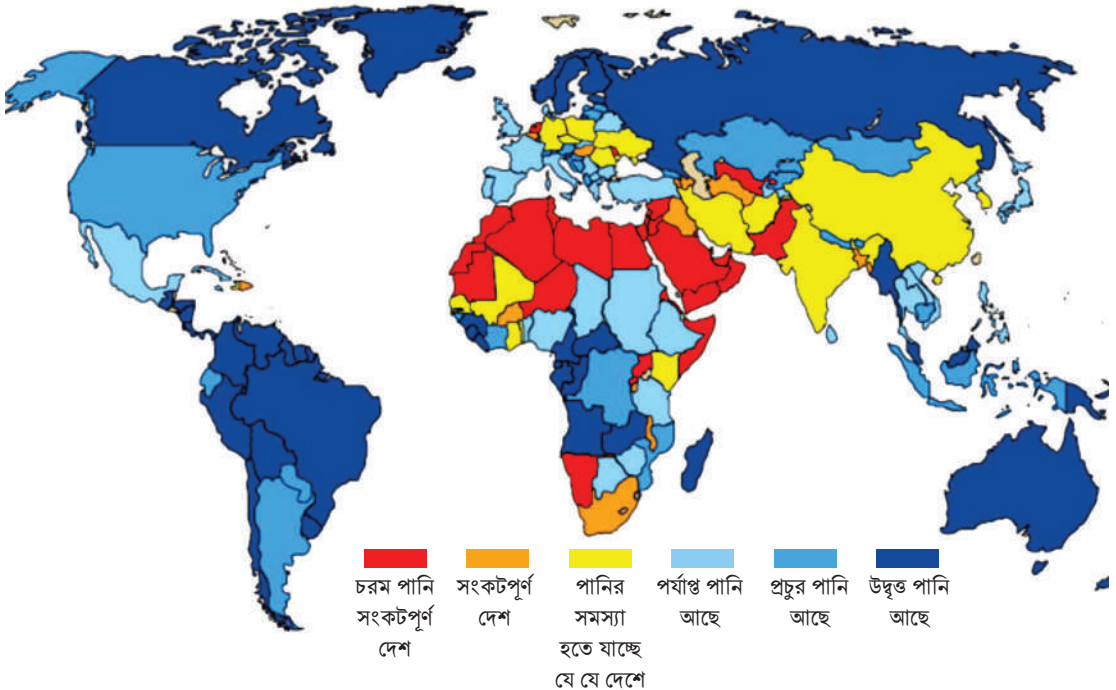 চরম পানি
সংকটপূর্ণ
দেশ
সংকটপূর্ণ
দেশ
পানির
সমস্যা
হতে যাচ্ছে
যে যে দেশে
পর্যাপ্ত পানি
আছে
প্রচুর পানি
আছে
উদ্বৃত্ত পানি
আছে